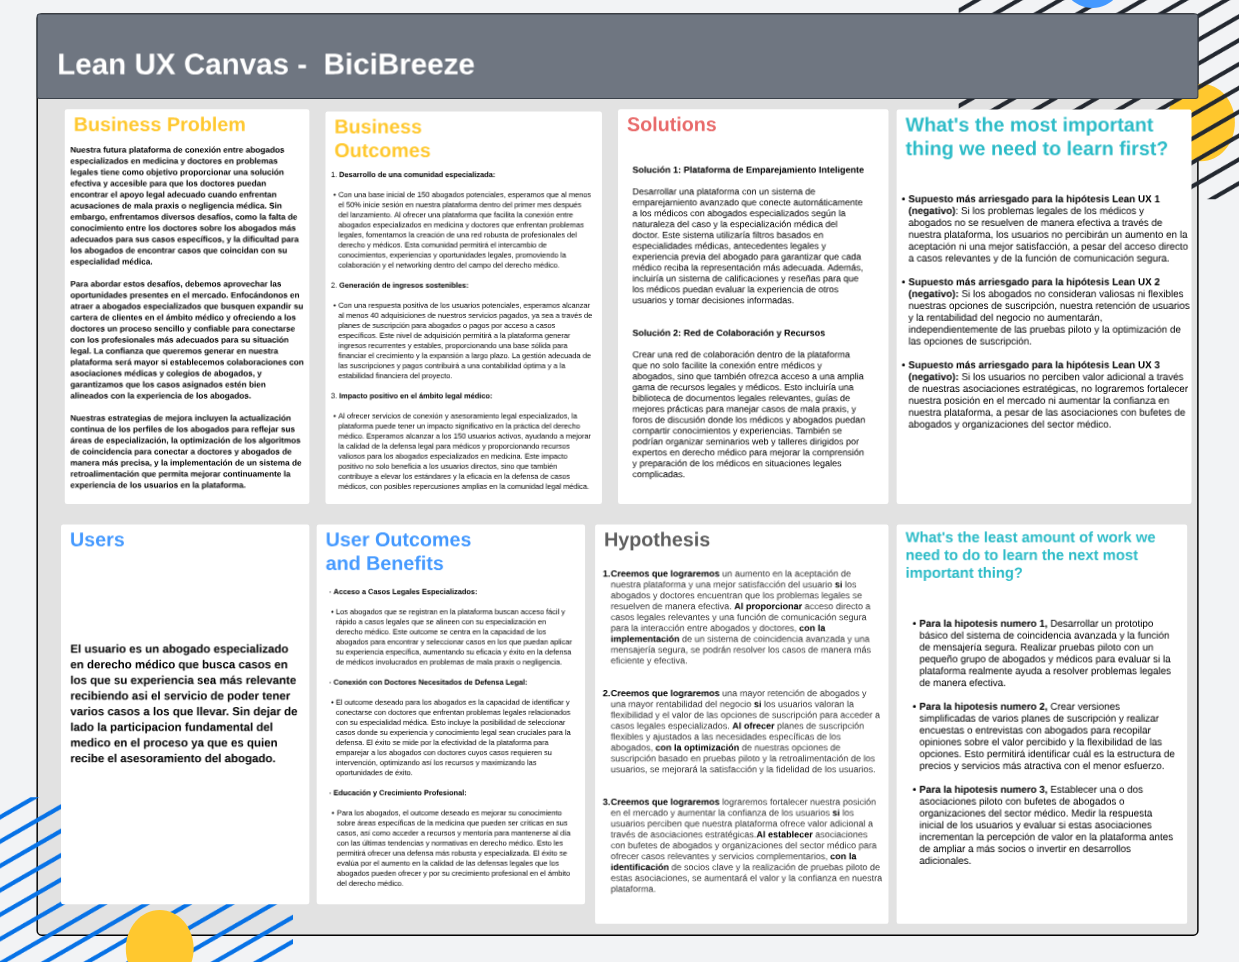 Lean UX Canvas - BiciBreeze
Business Problem
Nuestra futura plataforma de conexión entre abogados
especializados en medicina y doctores en problemas
legales tiene como objetivo proporcionar una solución
efectiva y accesible para que los doctores puedan
encontrar el apoyo legal adecuado cuando enfrentan
acusaciones de mala praxis o negligencia médica. Sin
embargo, enfrentamos diversos desafíos, como la falta de
conocimiento entre los doctores sobre los abogados más
adecuados para sus casos específicos, y la dificultad para
los abogados de encontrar casos que coincidan con su
especialidad médica.
Para abordar estos desafíos, debemos aprovechar las
oportunidades presentes en el mercado. Enfocándonos en
atraer a abogados especializados que busquen expandir su
cartera de clientes en el ámbito médico y ofreciendo a los
doctores un proceso sencillo y confiable para conectarse
con los profesionales más adecuados para su situación
legal. La confianza que queremos generar en nuestra
plataforma será mayor si establecemos colaboraciones con
asociaciones médicas y colegios de abogados, y
garantizamos que los casos asignados estén bien
alineados con la experiencia de los abogados.
Nuestras estrategias de mejora incluyen la actualización
continua de los perfiles de los abogados para reflejar sus
áreas de especialización, la optimización de los algoritmos
de coincidencia para conectar a doctores y abogados de
manera más precisa, y la implementación de un sistema de
retroalimentación que permita mejorar continuamente la
experiencia de los usuarios en la plataforma.
Business
Outcomes
1. Desarrollo de una comunidad especializada:
• Con una base inicial de 150 abogados potenciales, esperamos que al menos
el 50% inicie sesión en nuestra plataforma dentro del primer mes después
del lanzamiento. Al ofrecer una plataforma que facilita la conexión entre
abogados especializados en medicina y doctores que enfrentan problemas
legales, fomentamos la creación de una red robusta de profesionales del
derecho y médicos. Esta comunidad permitirá el intercambio de
conocimientos, experiencias y oportunidades legales, promoviendo la
colaboración y el networking dentro del campo del derecho médico.
2. Generación de ingresos sostenibles:
• Con una respuesta positiva de los usuarios potenciales, esperamos alcanzar
al menos 40 adquisiciones de nuestros servicios pagados, ya sea a través de
planes de suscripción para abogados o pagos por acceso a casos
específicos. Este nivel de adquisición permitirá a la plataforma generar
ingresos recurrentes y estables, proporcionando una base sólida para
financiar el crecimiento y la expansión a largo plazo. La gestión adecuada de
las suscripciones y pagos contribuirá a una contabilidad óptima y a la
estabilidad financiera del proyecto.
3. Impacto positivo en el ámbito legal médico:
• Al ofrecer servicios de conexión y asesoramiento legal especializados, la
plataforma puede tener un impacto significativo en la práctica del derecho
médico. Esperamos alcanzar a los 150 usuarios activos, ayudando a mejorar
la calidad de la defensa legal para médicos y proporcionando recursos
valiosos para los abogados especializados en medicina. Este impacto
positivo no solo beneficia a los usuarios directos, sino que también
contribuye a elevar los estándares y la eficacia en la defensa de casos
médicos, con posibles repercusiones amplias en la comunidad legal médica.
Solutions
Solución 1: Plataforma de Emparejamiento Inteligente
Desarrollar una plataforma con un sistema de
emparejamiento avanzado que conecte automáticamente
a médicos con abogados especializados según la
naturaleza del caso y la especialización médica del
doctor. Este sistema utilizaría filtros basados en
especialidades médicas, antecedentes legales y
experiencia previa del abogado para garantizar que cada
médico reciba la representación más adecuada. Además,
incluiría un sistema de calificaciones y reseñas para que
los médicos puedan evaluar la experiencia de otros
usuarios y tomar decisiones informadas.
Solución 2: Red de Colaboración y Recursos
Crear una red de colaboración dentro de la plataforma
que no solo facilite la conexión entre médicos y
abogados, sino que también ofrezca acceso a una amplia
gama de recursos legales y médicos. Esto incluiría una
biblioteca de documentos legales relevantes, guías de
mejores prácticas para manejar casos de mala praxis, y
foros de discusión donde los médicos y abogados puedan
compartir conocimientos y experiencias. También se
podrían organizar seminarios web y talleres dirigidos por
expertos en derecho médico para mejorar la comprensión
y preparación de los médicos en situaciones legales
complicadas.
What's the most important
thing we need to learn first?
• Supuesto más arriesgado para la hipótesis Lean UX 1
(negativo): Si los problemas legales de los médicos y
abogados no se resuelven de manera efectiva a través de
nuestra plataforma, los usuarios no percibirán un aumento en la
aceptación ni una mejor satisfacción, a pesar del acceso directo
a casos relevantes y de la función de comunicación segura.
• Supuesto más arriesgado para la hipótesis Lean UX 2
(negativo): Si los abogados no consideran valiosas ni flexibles
nuestras opciones de suscripción, nuestra retención de usuarios
y la rentabilidad del negocio no aumentarán,
independientemente de las pruebas piloto y la optimización de
las opciones de suscripción.
• Supuesto más arriesgado para la hipótesis Lean UX 3
(negativo): Si los usuarios no perciben valor adicional a través
de nuestras asociaciones estratégicas, no lograremos fortalecer
nuestra posición en el mercado ni aumentar la confianza en
nuestra plataforma, a pesar de las asociaciones con bufetes de
abogados y organizaciones del sector médico.
Users
El usuario es un abogado especializado
en derecho médico que busca casos en
los que su experiencia sea más relevante
recibiendo asi el servicio de poder tener
varios casos a los que llevar. Sin dejar de
lado la participacion fundamental del
medico en el proceso ya que es quien
recibe el asesoramiento del abogado.
User Outcomes
and Benefits
· Acceso a Casos Legales Especializados:
• Los abogados que se registran en la plataforma buscan acceso fácil y
rápido a casos legales que se alineen con su especialización en
derecho médico. Este outcome se centra en la capacidad de los
abogados para encontrar y seleccionar casos en los que puedan aplicar
su experiencia específica, aumentando su eficacia y éxito en la defensa
de médicos involucrados en problemas de mala praxis o negligencia.
· Conexión con Doctores Necesitados de Defensa Legal:
• El outcome deseado para los abogados es la capacidad de identificar y
conectarse con doctores que enfrentan problemas legales relacionados
con su especialidad médica. Esto incluye la posibilidad de seleccionar
casos donde su experiencia y conocimiento legal sean cruciales para la
defensa. El éxito se mide por la efectividad de la plataforma para
emparejar a los abogados con doctores cuyos casos requieren su
intervención, optimizando así los recursos y maximizando las
oportunidades de éxito.
· Educación y Crecimiento Profesional:
• Para los abogados, el outcome deseado es mejorar su conocimiento
sobre áreas específicas de la medicina que pueden ser críticas en sus
casos, así como acceder a recursos y mentoría para mantenerse al día
con las últimas tendencias y normativas en derecho médico. Esto les
permitirá ofrecer una defensa más robusta y especializada. El éxito se
evalúa por el aumento en la calidad de las defensas legales que los
abogados pueden ofrecer y por su crecimiento profesional en el ámbito
del derecho médico.
Hypothesis
1.Creemos que lograremos un aumento en la aceptación de
nuestra plataforma y una mejor satisfacción del usuario si los
abogados y doctores encuentran que los problemas legales se
resuelven de manera efectiva. Al proporcionar acceso directo a
casos legales relevantes y una función de comunicación segura
para la interacción entre abogados y doctores, con la
implementación de un sistema de coincidencia avanzada y una
mensajería segura, se podrán resolver los casos de manera más
eficiente y efectiva.
2.Creemos que lograremos una mayor retención de abogados y
una mayor rentabilidad del negocio si los usuarios valoran la
flexibilidad y el valor de las opciones de suscripción para acceder a
casos legales especializados. Al ofrecer planes de suscripción
flexibles y ajustados a las necesidades específicas de los
abogados, con la optimización de nuestras opciones de
suscripción basado en pruebas piloto y la retroalimentación de los
usuarios, se mejorará la satisfacción y la fidelidad de los usuarios.
3.Creemos que lograremos lograremos fortalecer nuestra posición
en el mercado y aumentar la confianza de los usuarios si los
usuarios perciben que nuestra plataforma ofrece valor adicional a
través de asociaciones estratégicas.Al establecer asociaciones
con bufetes de abogados y organizaciones del sector médico para
ofrecer casos relevantes y servicios complementarios, con la
identificación de socios clave y la realización de pruebas piloto de
estas asociaciones, se aumentará el valor y la confianza en nuestra
plataforma.
What's the least amount of work we
need to do to learn the next most
important thing?
• Para la hipotesis numero 1, Desarrollar un prototipo
básico del sistema de coincidencia avanzada y la función
de mensajería segura. Realizar pruebas piloto con un
pequeño grupo de abogados y médicos para evaluar si la
plataforma realmente ayuda a resolver problemas legales
de manera efectiva.
• Para la hipotesis numero 2, Crear versiones
simplificadas de varios planes de suscripción y realizar
encuestas o entrevistas con abogados para recopilar
opiniones sobre el valor percibido y la flexibilidad de las
opciones. Esto permitirá identificar cuál es la estructura de
precios y servicios más atractiva con el menor esfuerzo.
• Para la hipotesis numero 3, Establecer una o dos
asociaciones piloto con bufetes de abogados o
organizaciones del sector médico. Medir la respuesta
inicial de los usuarios y evaluar si estas asociaciones
incrementan la percepción de valor en la plataforma antes
de ampliar a más socios o invertir en desarrollos
adicionales.